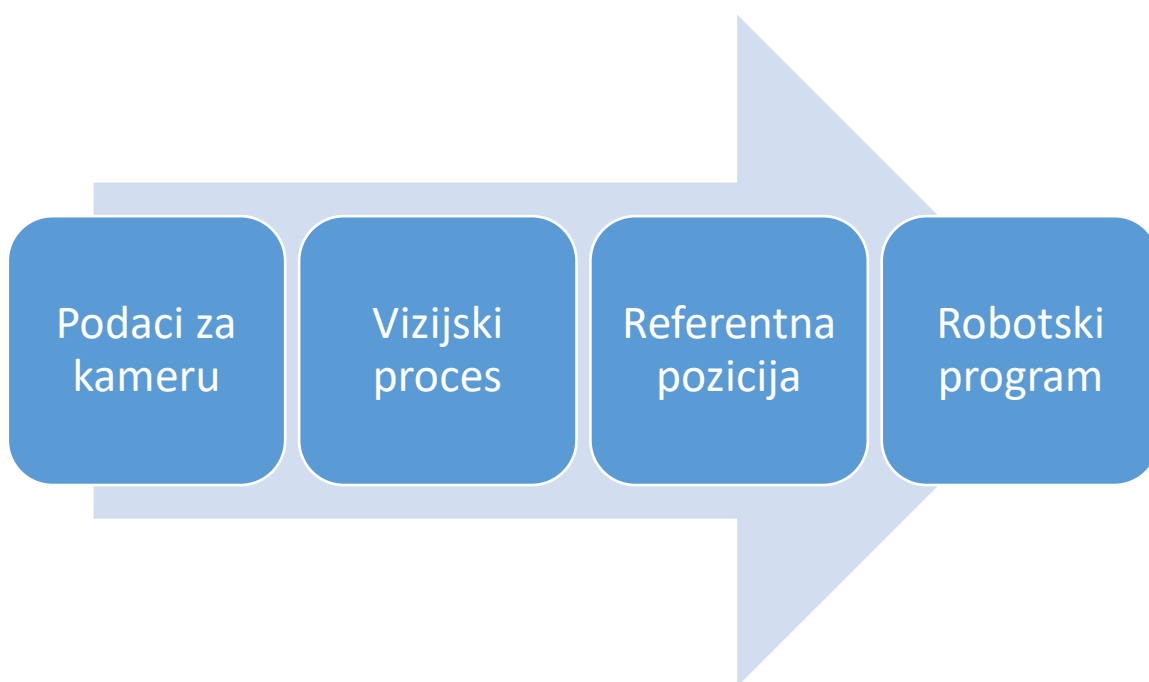 Podaci za
kameru
Vizijski
proces
Referentna
pozicija
Robotski
program